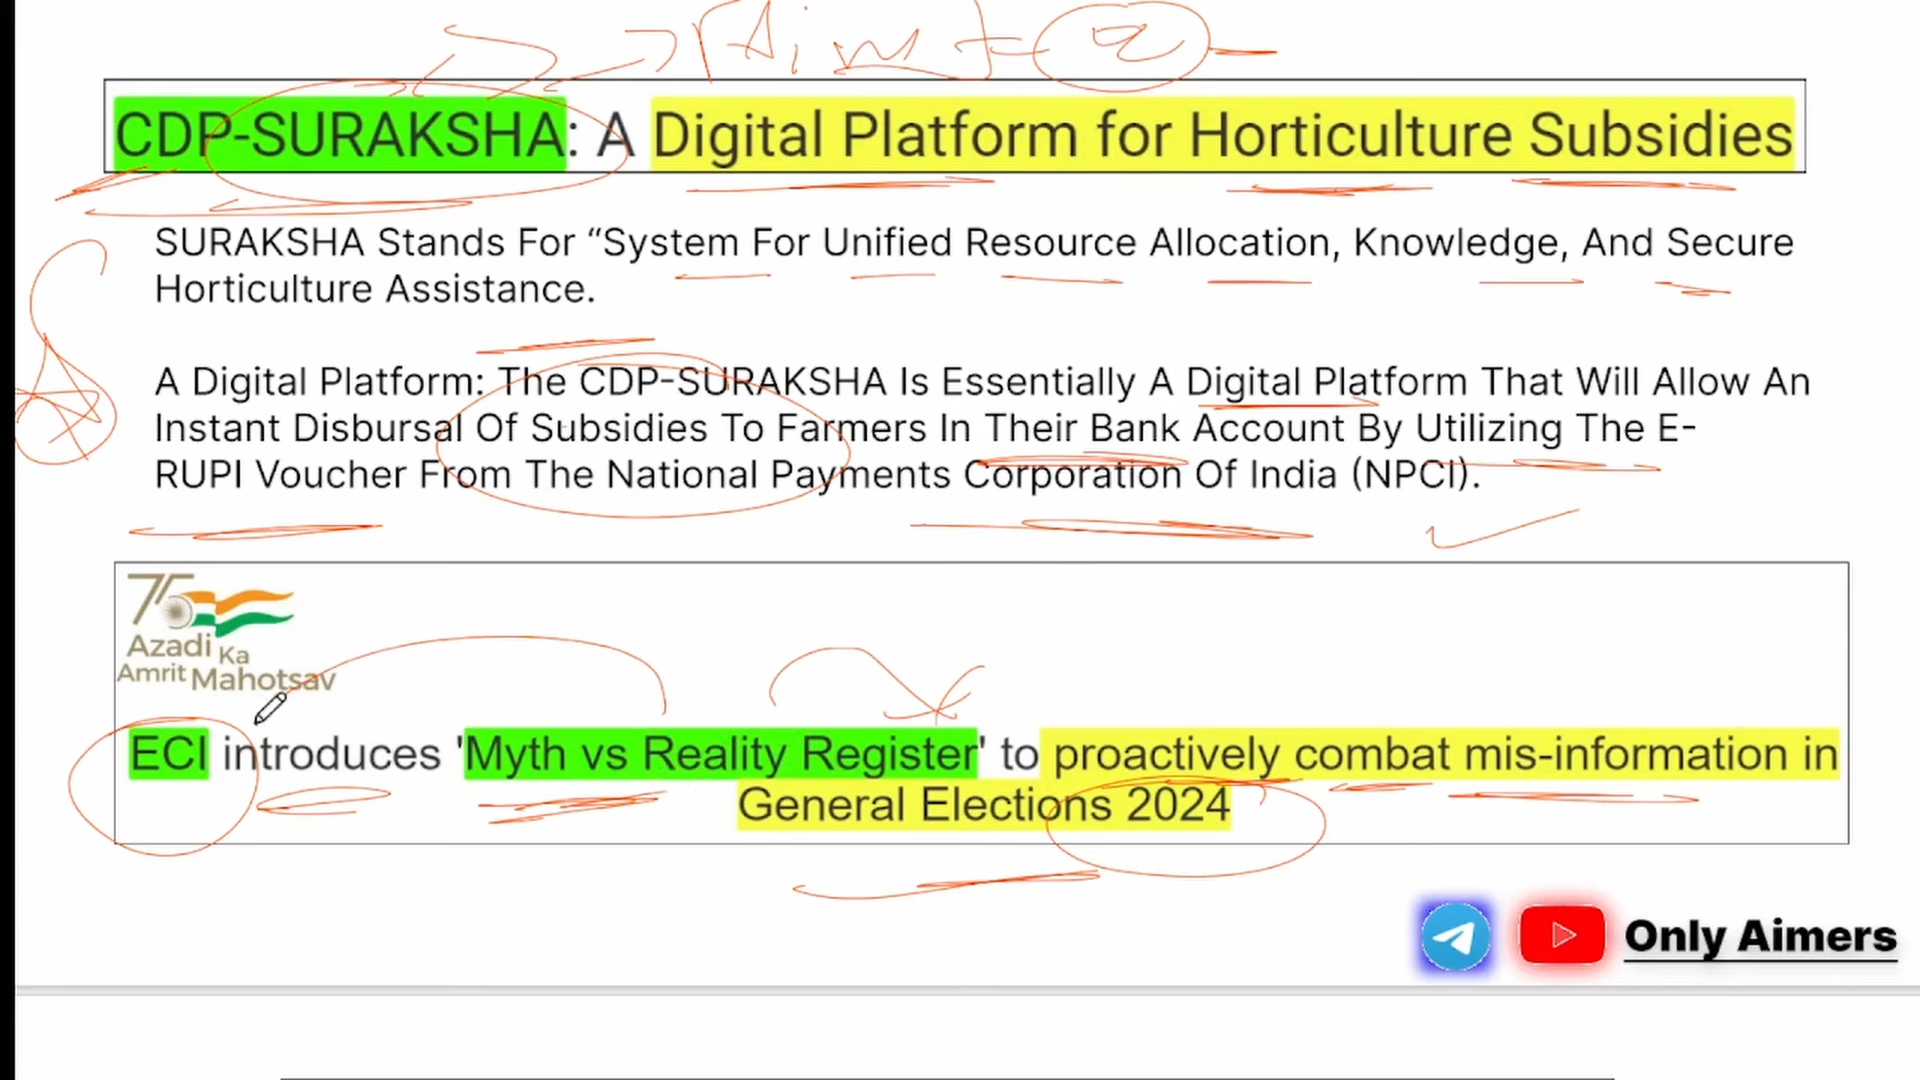 CDP-SURAKSHA: A Digital Platform for Horticulture Subsidies
SURAKSHA Stands For “System For Unified Resource Allocation, Knowledge, And Secure
Horticulture Assistance.
A Digital Platform: The CDP-SURAKSHA Is Essentially A Digital Platform That Will Allow An
Instant Disbursal Of Subsidies To Farmers In Their Bank Account By Utilizing The E-
RUPI Voucher From The National Payments Corporation Of India (NPCI).
75
Azadi Ka
Amrit Mahotsav
ECI introduces 'Myth vs Reality Register' to proactively combat mis-information in
General Elections 2024
Only Aimers